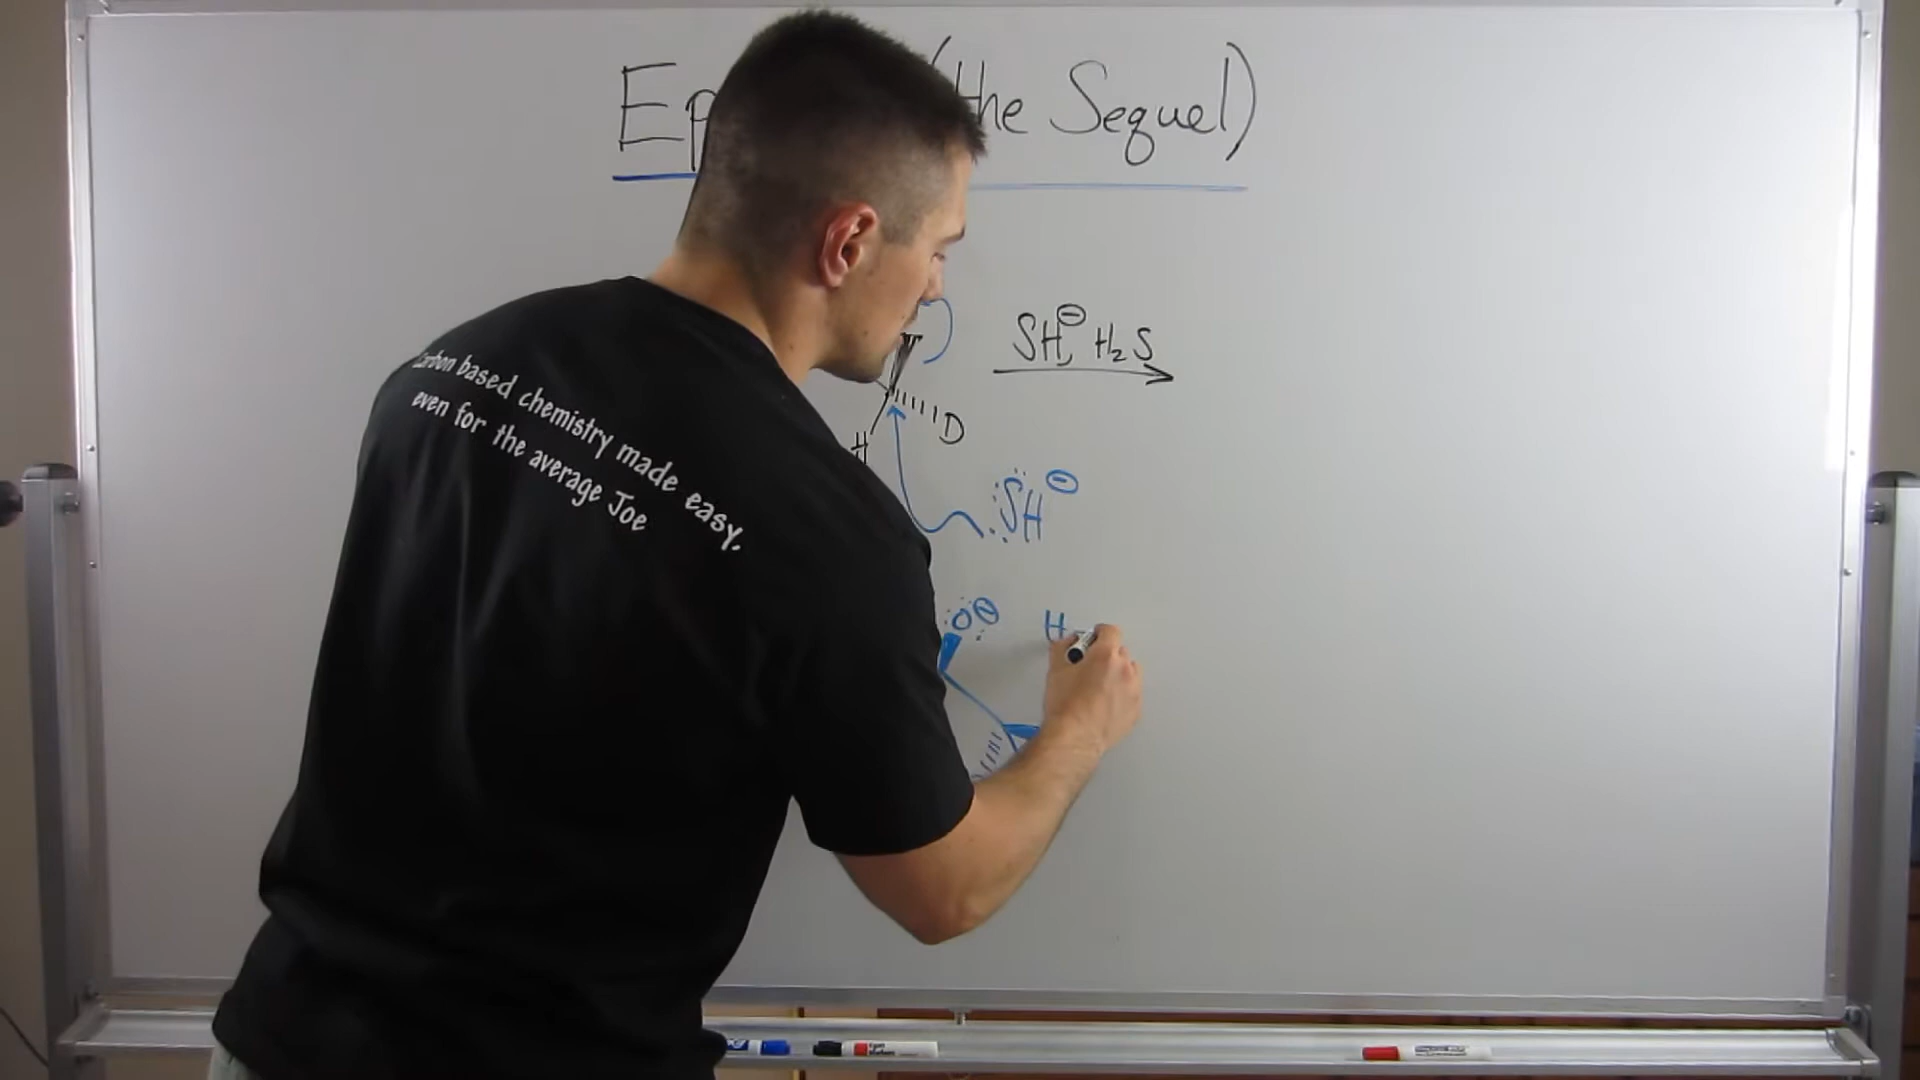 Ep (the Sequel)
SH⊖, H₂S
D
H
SH⊖
O⊖
H
Carbon based chemistry made easy,
even for the average Joe